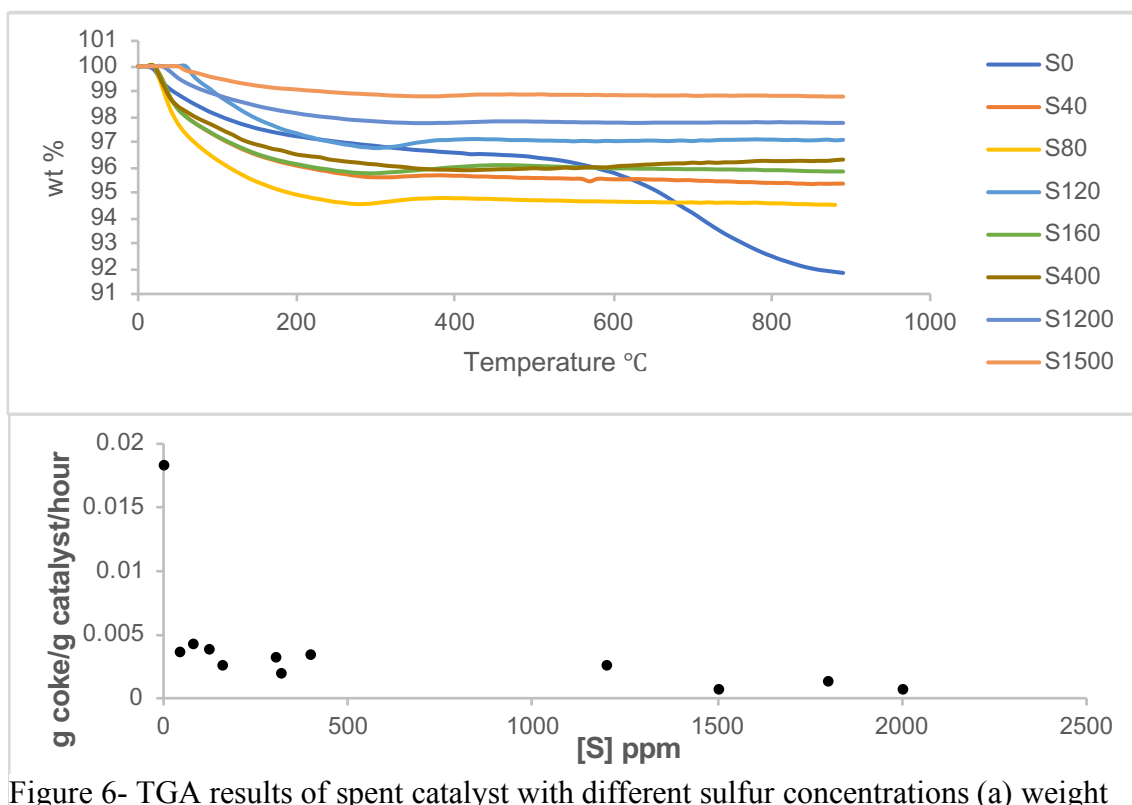 101
100
99
98
97
96
95
94
93
92
91
wt %
0
200
400
600
800
1000
Temperature °C
S0
S40
S80
S120
S160
S400
S1200
S1500
0.02
0.015
0.01
0.005
0
g coke/g catalyst/hour
0
500
1000
1500
2000
2500
[S] ppm
Figure 6- TGA results of spent catalyst with different sulfur concentrations (a) weight